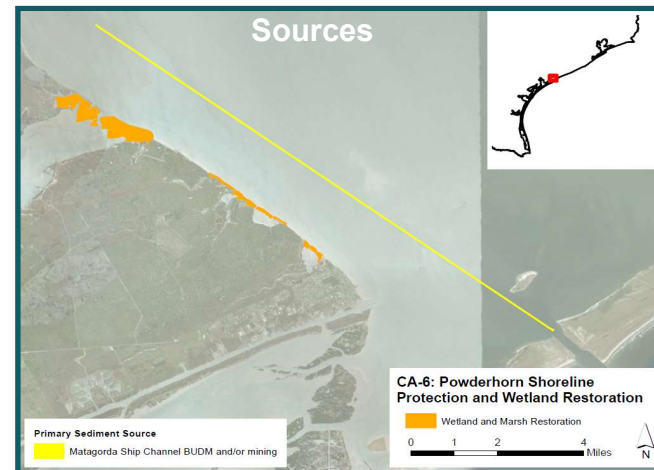 Sources
CA-6: Powderhorn Shoreline
Protection and Wetland Restoration
Wetland and Marsh Restoration
0 1 2 4
Miles
N
Primary Sediment Source
Matagorda Ship Channel BUDM and/or mining